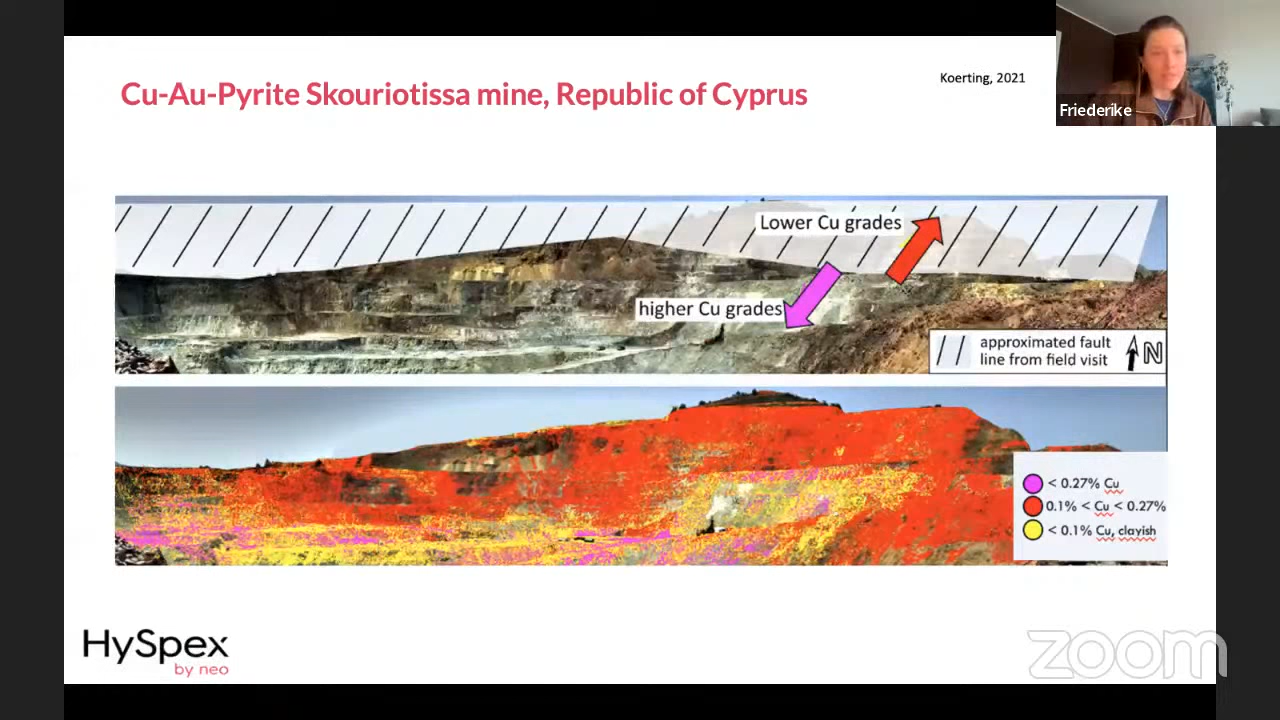 Cu-Au-Pyrite Skouriotissa mine, Republic of Cyprus
Koerting, 2021
Friederike
Lower Cu grades
higher Cu grades
approximated fault
line from field visit
N
< 0.27% Cu
0.1% < Cu < 0.27%
< 0.1% Cu, clayish
HySpex
by neo
zoom